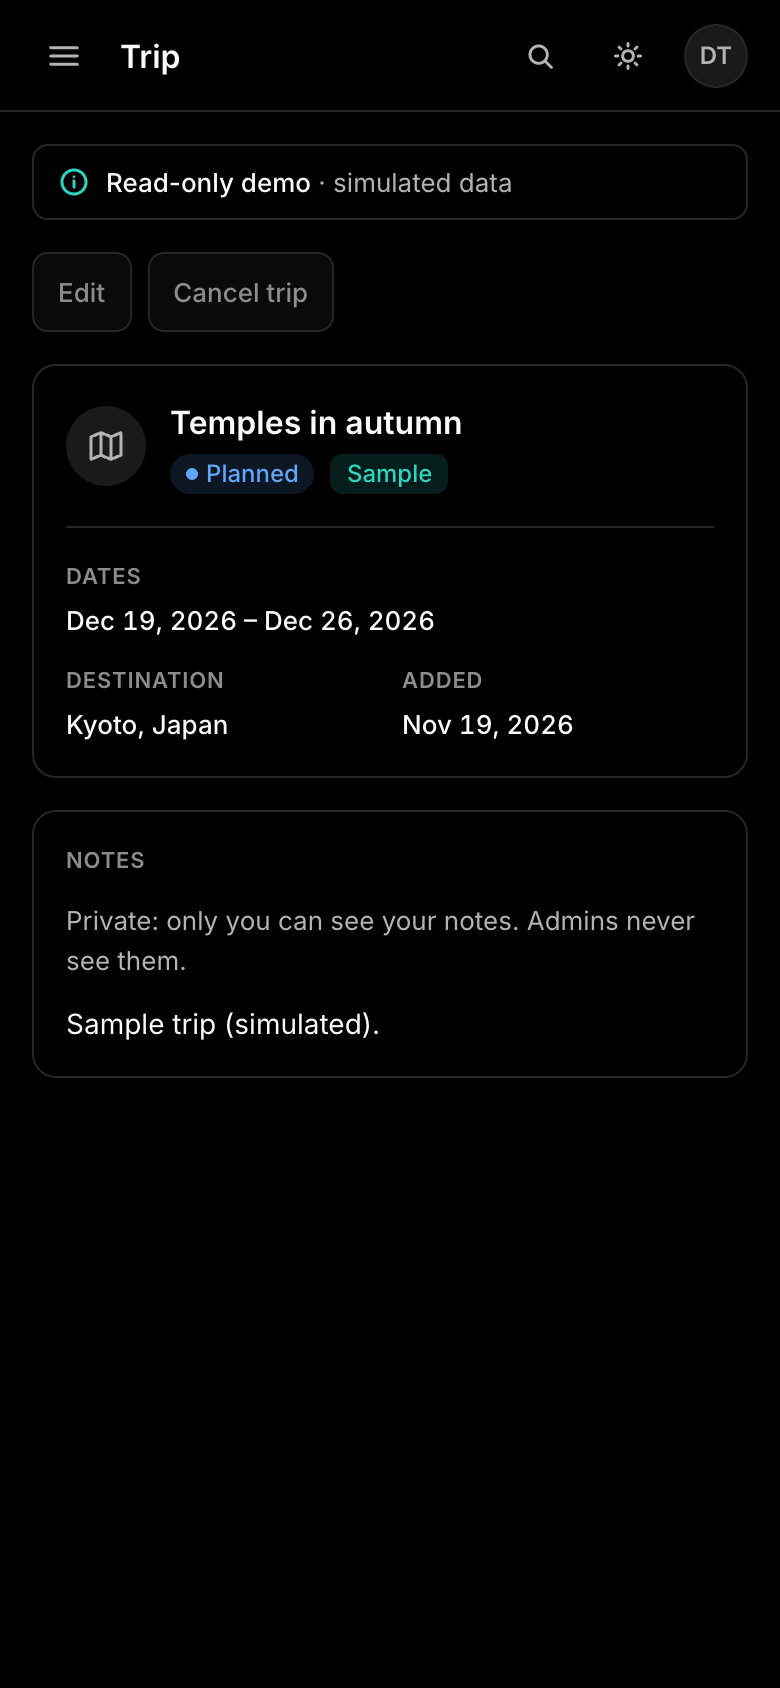 Trip
DT
Read-only demo · simulated data
Edit
Cancel trip
Temples in autumn
Planned
Sample
DATES
Dec 19, 2026 – Dec 26, 2026
DESTINATION
Kyoto, Japan
ADDED
Nov 19, 2026
NOTES
Private: only you can see your notes. Admins never
see them.
Sample trip (simulated).